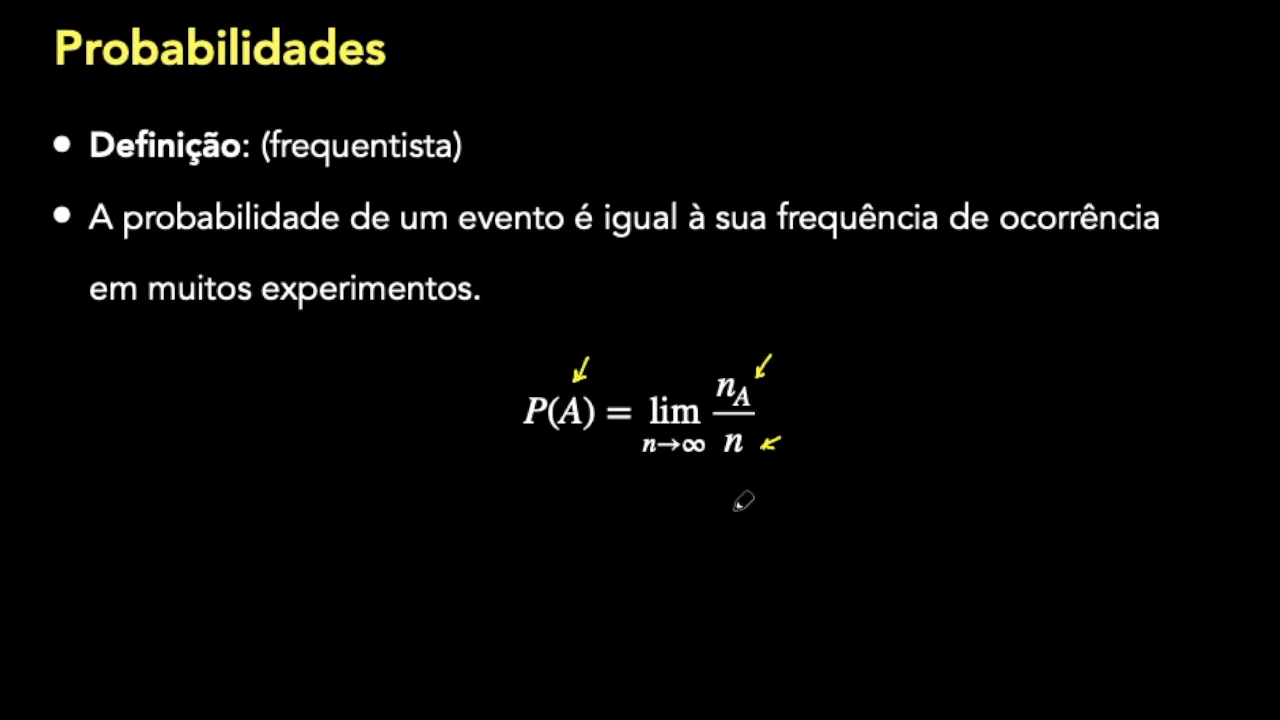 Probabilidades
• Definição: (frequentista)
• A probabilidade de um evento é igual à sua frequência de ocorrência
em muitos experimentos.
P(A) = lim n→∞ n_A / n